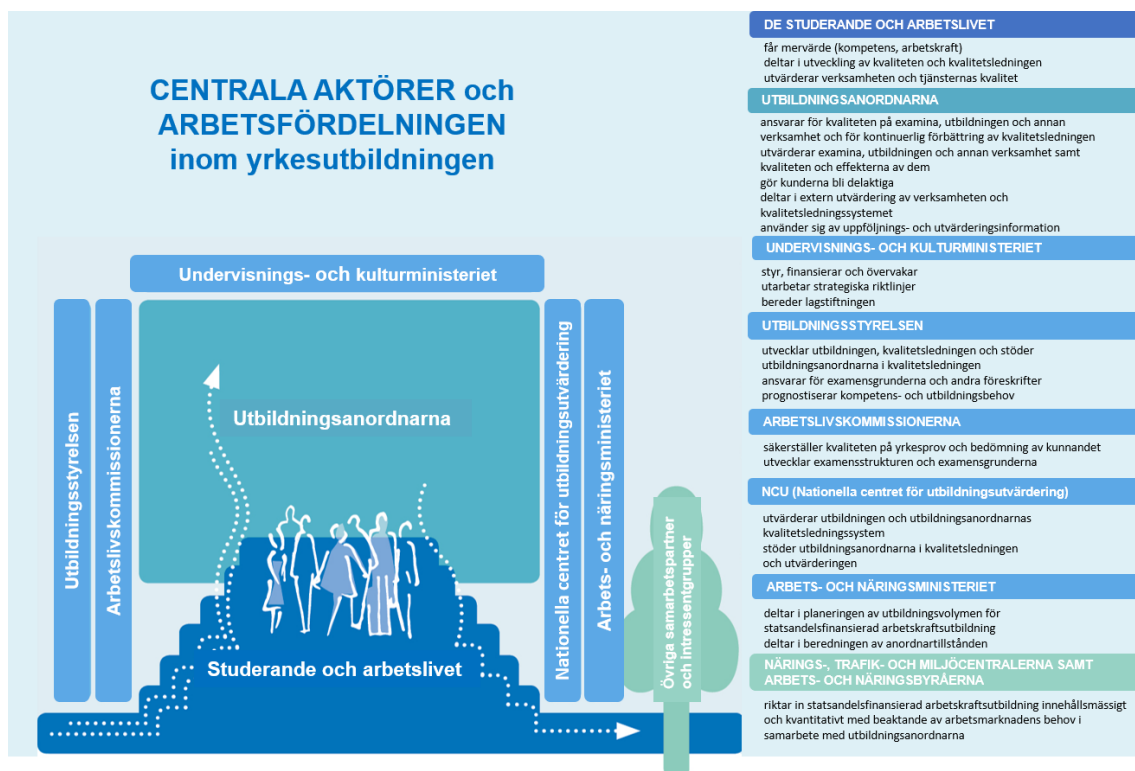 CENTRALA AKTÖRER och
ARBETSFÖRDELNINGEN
inom yrkesutbildningen
Undervisnings- och kulturministeriet
Utbildningsstyrelsen
Arbetslivskommissionerna
Utbildningsanordnarna
Studerande och arbetslivet
Nationella centret för utbildningsutvärdering
Arbets- och näringsministeriet
Övriga samarbetspartner
och intressentgrupper
DE STUDERANDE OCH ARBETSLIVET
får mervärde (kompetens, arbetskraft)
deltar i utveckling av kvaliteten och kvalitetsledningen
utvärderar verksamheten och tjänsternas kvalitet
UTBILDNINGSANORDNARNA
ansvarar för kvaliteten på examina, utbildningen och annan
verksamhet och för kontinuerlig förbättring av kvalitetsledningen
utvärderar examina, utbildningen och annan verksamhet samt
kvaliteten och effekterna av dem
gör kunderna bli delaktiga
deltar i extern utvärdering av verksamheten och
kvalitetsledningssystemet
använder sig av uppföljnings- och utvärderingsinformation
UNDERVISNINGS- OCH KULTURMINISTERIET
styr, finansierar och övervakar
utarbetar strategiska riktlinjer
bereder lagstiftningen
UTBILDNINGSSTYRELSEN
utvecklar utbildningen, kvalitetsledningen och stöder
utbildningsanordnarna i kvalitetsledningen
ansvarar för examensgrunderna och andra föreskrifter
prognostiserar kompetens- och utbildningsbehov
ARBETSLIVSKOMMISSIONERNA
säkerställer kvaliteten på yrkesprov och bedömning av kunnandet
utvecklar examensstrukturen och examensgrunderna
NCU (Nationella centret för utbildningsutvärdering)
utvärderar utbildningen och utbildningsanordnarnas
kvalitetsledningssystem
stöder utbildningsanordnarna i kvalitetsledningen
och utvärderingen
ARBETS- OCH NÄRINGSMINISTERIET
deltar i planeringen av utbildningsvolymen för
statsandelsfinansierad arbetskraftsutbildning
deltar i beredningen av anordnartillstånden
NÄRINGS-, TRAFIK- OCH MILJÖCENTRALERNA SAMT
ARBETS- OCH NÄRINGSBYRÅERNA
riktar in statsandelsfinansierad arbetskraftsutbildning innehållsmässigt
och kvantitativt med beaktande av arbetsmarknadens behov i
samarbete med utbildningsanordnarna